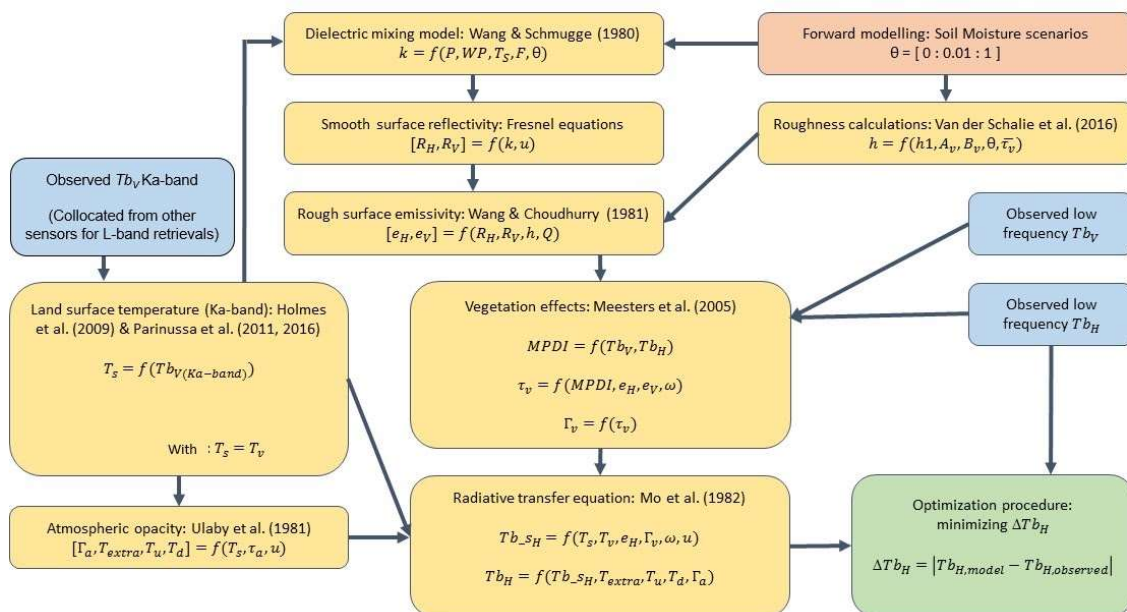 Dielectric mixing model: Wang & Schmugge (1980)
k = f(P, WP, T_S, F, θ)
Forward modelling: Soil Moisture scenarios
θ = [ 0 : 0.01 : 1 ]
Smooth surface reflectivity: Fresnel equations
[R_H, R_V] = f(k, u)
Roughness calculations: Van der Schalie et al. (2016)
h = f(h1, A_v, B_v, θ, τ̄_v)
Observed Tb_V Ka-band
(Collocated from other
sensors for L-band retrievals)
Rough surface emissivity: Wang & Choudhurry (1981)
[e_H, e_V] = f(R_H, R_V, h, Q)
Observed low
frequency Tb_V
Land surface temperature (Ka-band): Holmes
et al. (2009) & Parinussa et al. (2011, 2016)
T_s = f(Tb_V(Ka−band))
With : T_s = T_v
Vegetation effects: Meesters et al. (2005)
MPDI = f(Tb_V, Tb_H)
τ_v = f(MPDI, e_H, e_V, ω)
Γ_v = f(τ_v)
Observed low
frequency Tb_H
Atmospheric opacity: Ulaby et al. (1981)
[Γ_a, T_extra, T_u, T_d] = f(T_s, τ_a, u)
Radiative transfer equation: Mo et al. (1982)
Tb_s_H = f(T_s, T_v, e_H, Γ_v, ω, u)
Tb_H = f(Tb_s_H, T_extra, T_u, T_d, Γ_a)
Optimization procedure:
minimizing ΔTb_H
ΔTb_H = |Tb_H,model − Tb_H,observed|